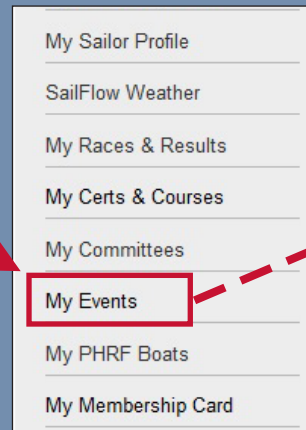 My Sailor Profile
SailFlow Weather
My Races & Results
My Certs & Courses
My Committees
My Events
My PHRF Boats
My Membership Card